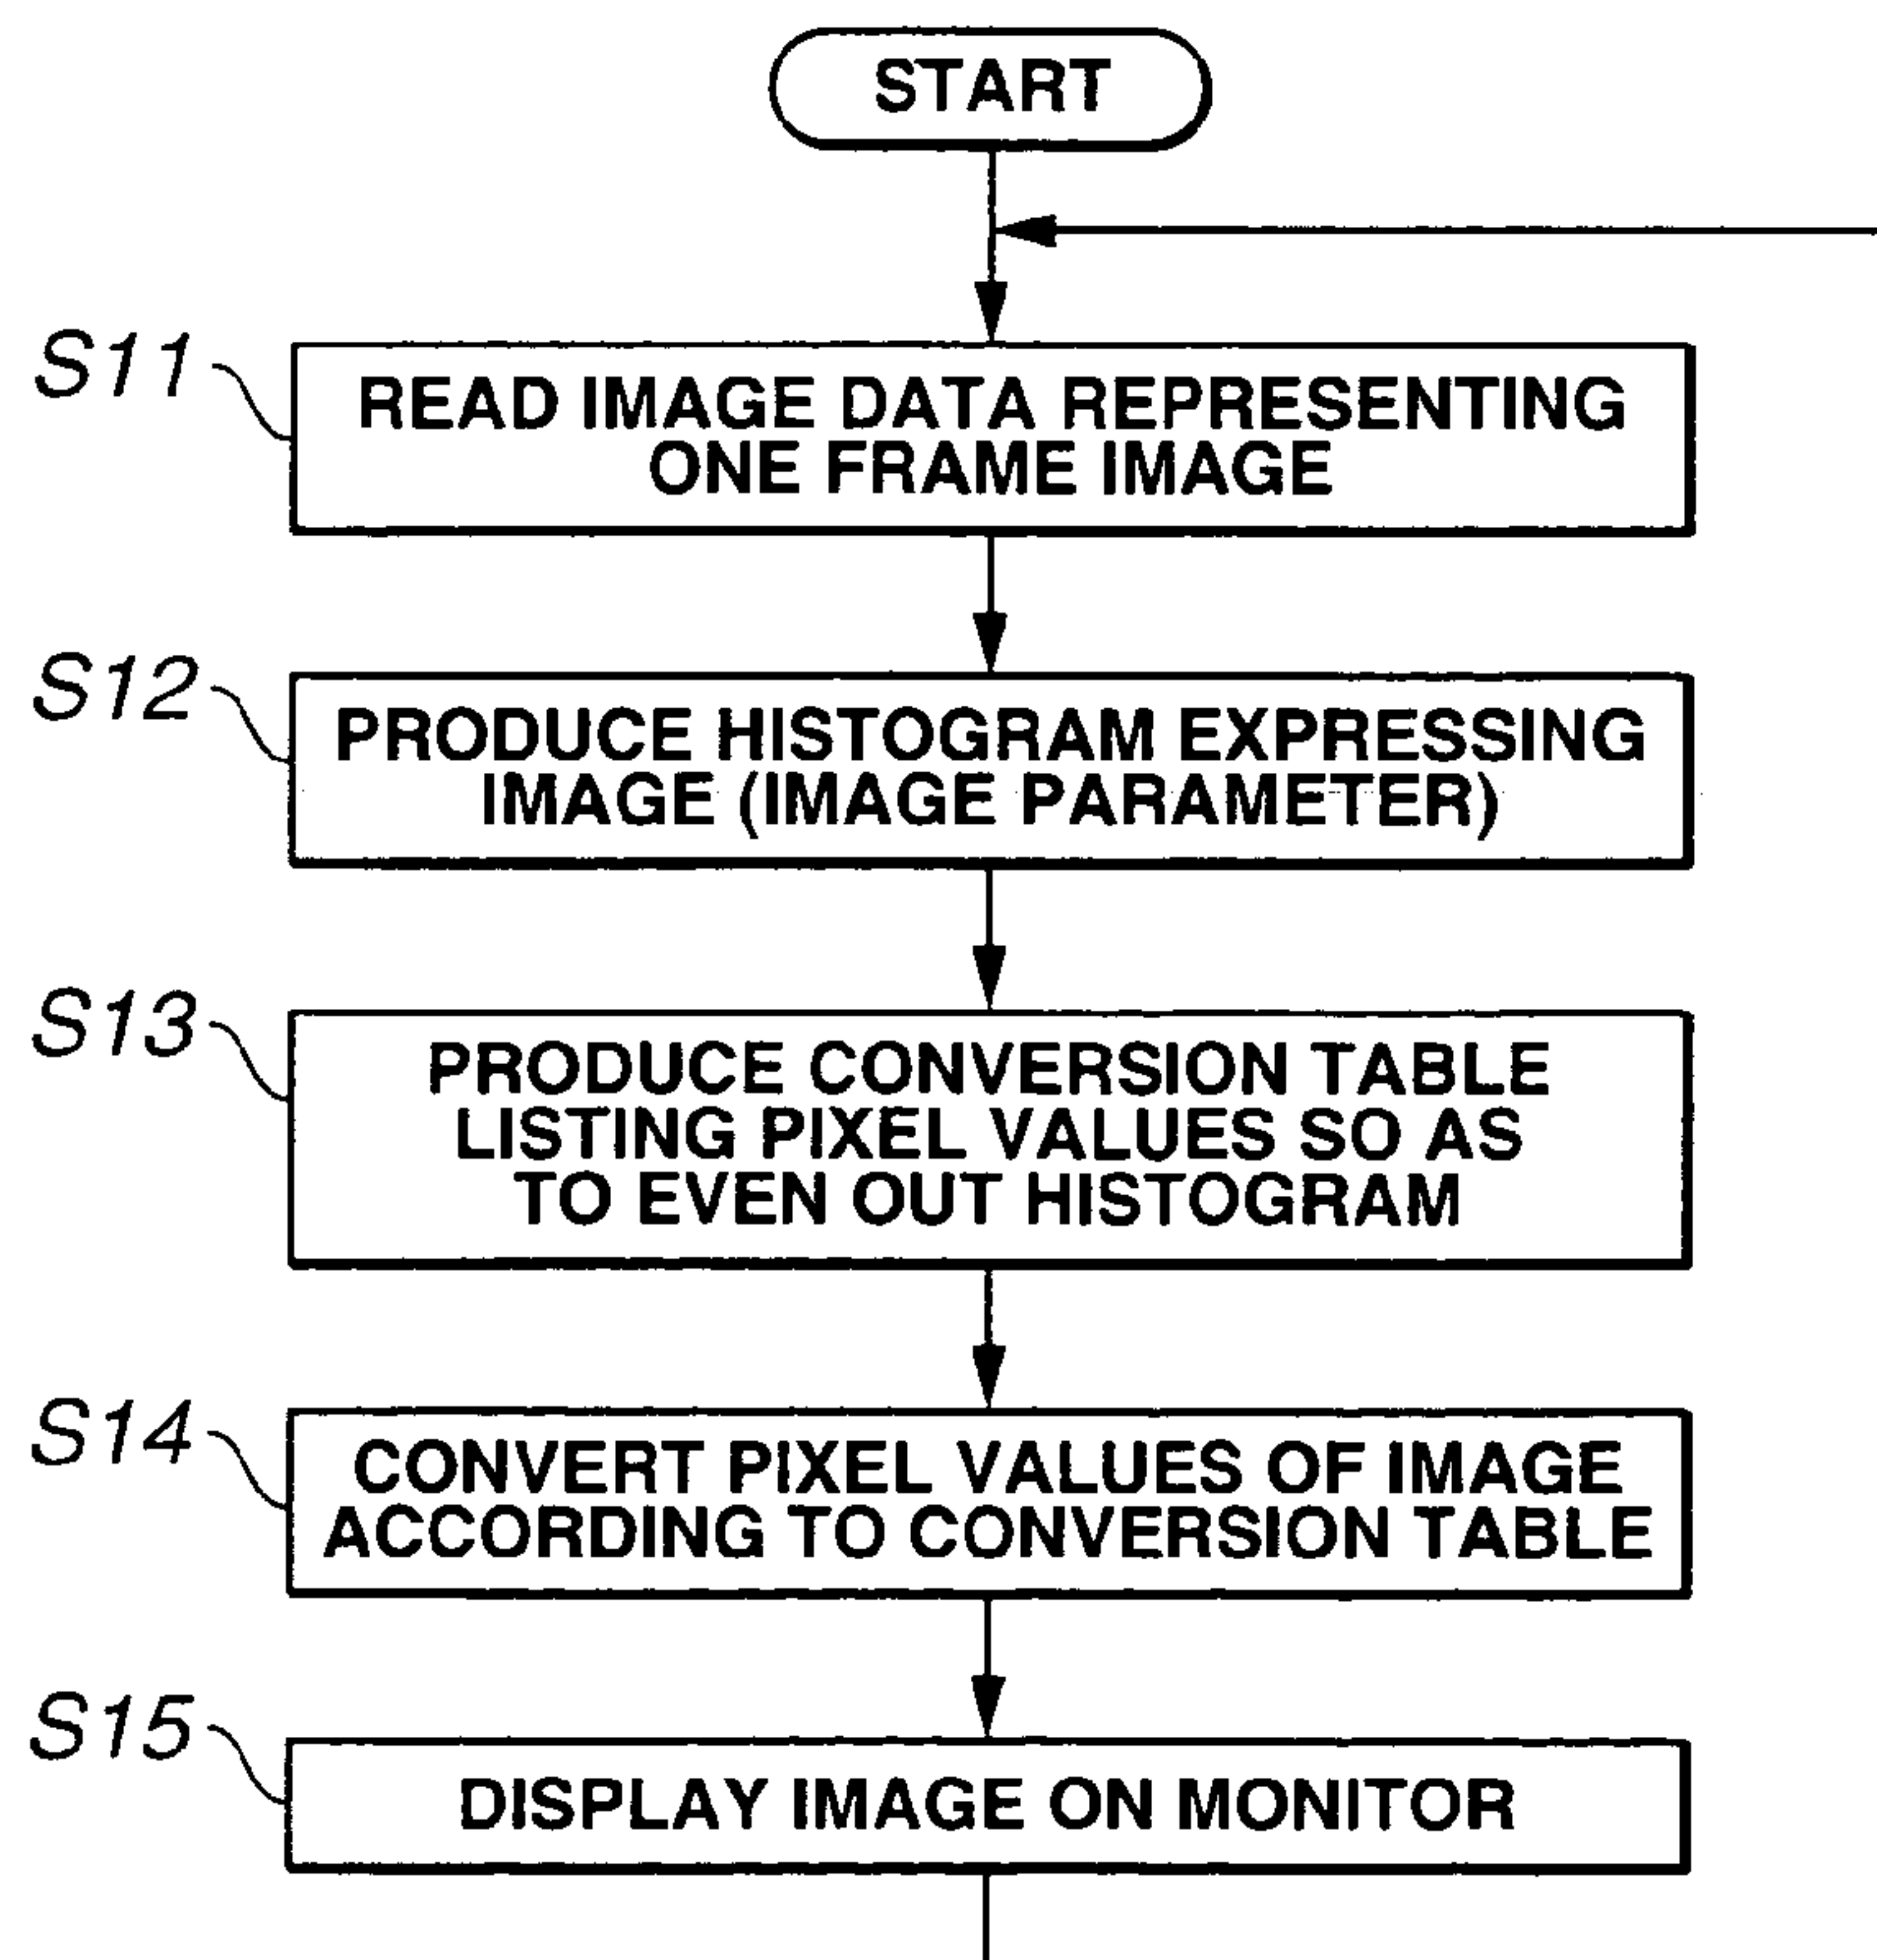 START
S11
READ IMAGE DATA REPRESENTING
ONE FRAME IMAGE
S12
PRODUCE HISTOGRAM EXPRESSING
IMAGE (IMAGE PARAMETER)
S13
PRODUCE CONVERSION TABLE
LISTING PIXEL VALUES SO AS
TO EVEN OUT HISTOGRAM
S14
CONVERT PIXEL VALUES OF IMAGE
ACCORDING TO CONVERSION TABLE
S15
DISPLAY IMAGE ON MONITOR